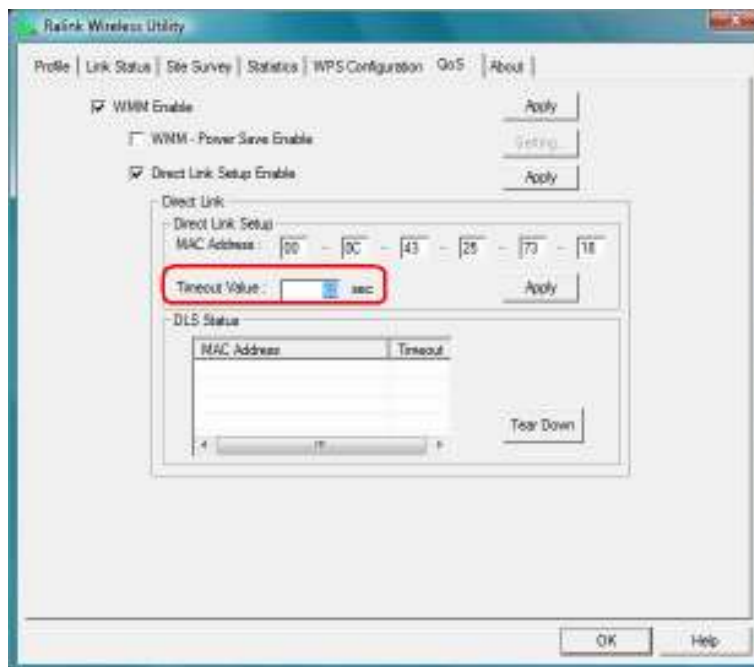 Ralink Wireless Utility
Profile Link Status Site Survey Statistics WPS Configuration QoS About
WMM Enable Apply
WMM - Power Save Enable Setting...
Direct Link Setup Enable Apply
Direct Link
Direct Link Setup
MAC Address : 00 - 0C - 43 - 28 - 73 - 18
Timeout Value : sec Apply
DLS Status
MAC Address Timeout
Tear Down
OK Help